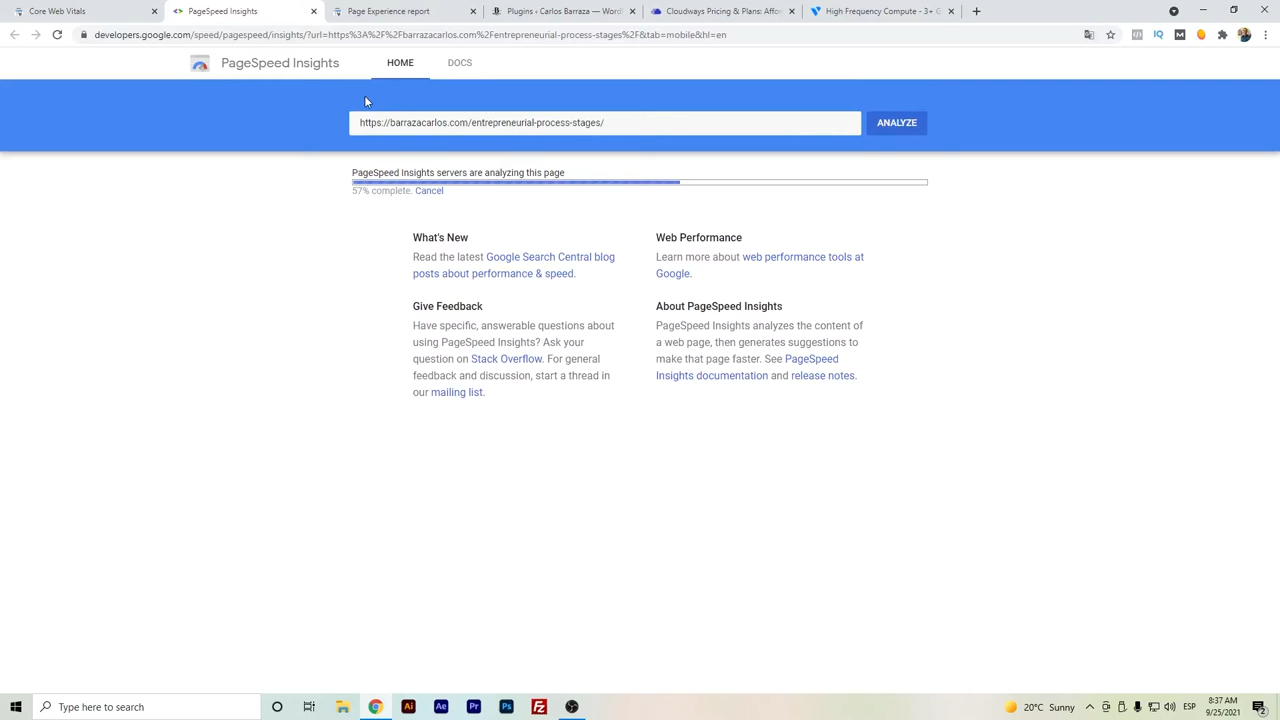 Core Web Vitals
PageSpeed Insights
Page Experience report
Plugins ‹ Carlos Barraza — Word
Cloudways Pricing & Plans: Affor
High Frequency Compute - 3+ G
developers.google.com/speed/pagespeed/insights/?url=https%3A%2F%2Fbarrazacarlos.com%2Fentrepreneurial-process-stages%2F&tab=mobile&hl=en
PageSpeed Insights
HOME
DOCS
https://barrazacarlos.com/entrepreneurial-process-stages/
ANALYZE
PageSpeed Insights servers are analyzing this page
57% complete. Cancel
What's New
Read the latest Google Search Central blog
posts about performance & speed.
Web Performance
Learn more about web performance tools at
Google.
Give Feedback
Have specific, answerable questions about
using PageSpeed Insights? Ask your
question on Stack Overflow. For general
feedback and discussion, start a thread in
our mailing list.
About PageSpeed Insights
PageSpeed Insights analyzes the content of
a web page, then generates suggestions to
make that page faster. See PageSpeed
Insights documentation and release notes.
Type here to search
Ai
Ae
Pr
Ps
20°C Sunny
ESP
8:37 AM
9/25/2021